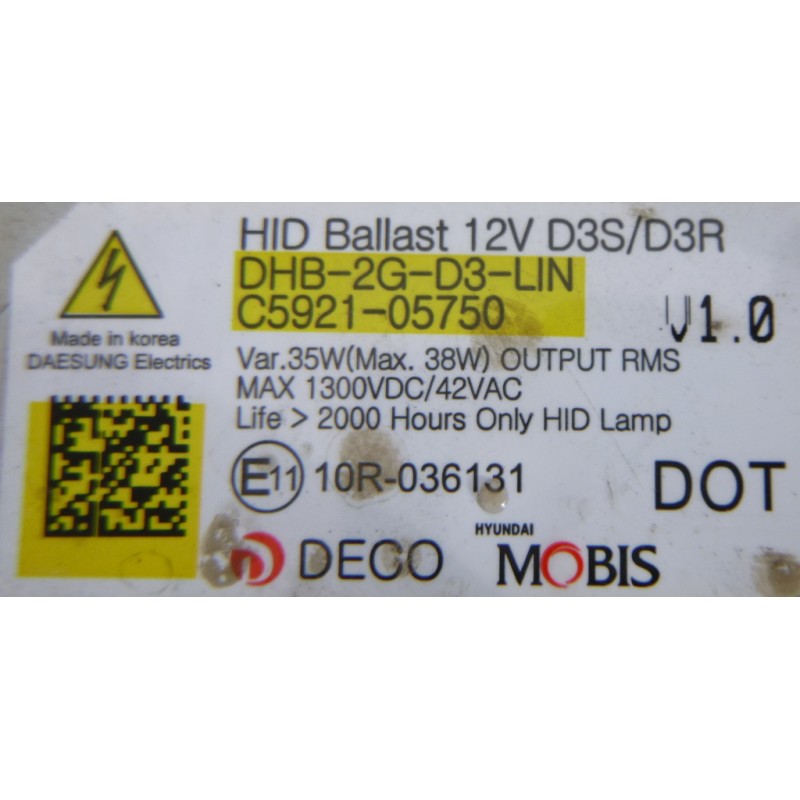 HID Ballast 12V D3S/D3R
DHB-2G-D3-LIN
C5921-05750
V1.0
Made in korea
DAESUNG Electrics
Var.35W(Max. 38W) OUTPUT RMS
MAX 1300VDC/42VAC
Life > 2000 Hours Only HID Lamp
E11 10R-036131
DOT
DECO
HYUNDAI
MOBIS